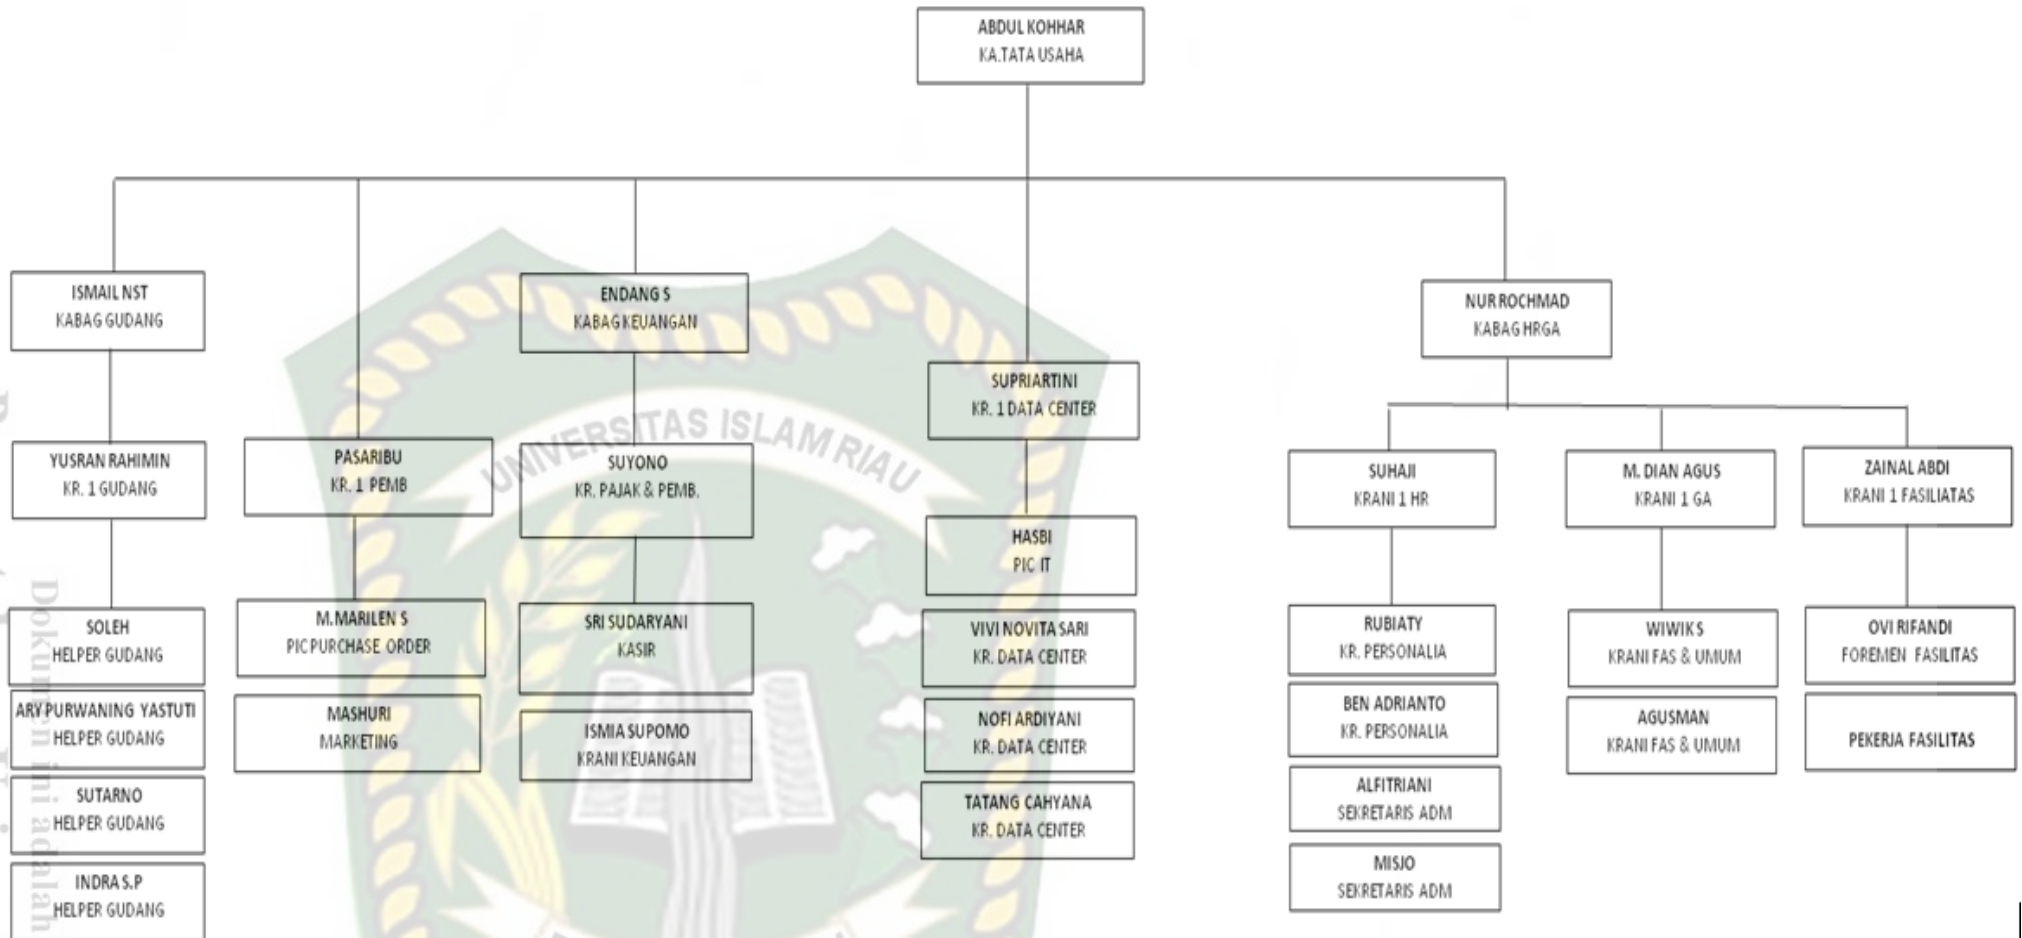 ABDUL KOHHAR
KA.TATA USAHA
ISMAIL NST
KABAG GUDANG
ENDANG S
KABAG KEUANGAN
NUR ROCHMAD
KABAG HRGA
SUPRIARTINI
KR. 1 DATA CENTER
YUSRAN RAHIMIN
KR. 1 GUDANG
PASARIBU
KR. 1 PEMB
SUYONO
KR. PAJAK & PEMB.
SUHAJI
KRANI 1 HR
M. DIAN AGUS
KRANI 1 GA
ZAINAL ABDI
KRANI 1 FASILIATAS
HASBI
PIC IT
SOLEH
HELPER GUDANG
M.MARILEN S
PIC PURCHASE ORDER
SRI SUDARYANI
KASIR
VIVI NOVITA SARI
KR. DATA CENTER
RUBIATY
KR. PERSONALIA
WIWIK S
KRANI FAS & UMUM
OVI RIFANDI
FOREMEN FASILITAS
ARY PURWANING YASTUTI
HELPER GUDANG
MASHURI
MARKETING
ISMIA SUPOMO
KRANI KEUANGAN
NOFI ARDIYANI
KR. DATA CENTER
BEN ADRIANTO
KR. PERSONALIA
AGUSMAN
KRANI FAS & UMUM
PEKERJA FASILITAS
SUTARNO
HELPER GUDANG
TATANG CAHYANA
KR. DATA CENTER
ALFITRIANI
SEKRETARIS ADM
INDRA S.P
HELPER GUDANG
MISJO
SEKRETARIS ADM
UNIVERSITAS ISLAM RIAU
Dokumen ini adalah